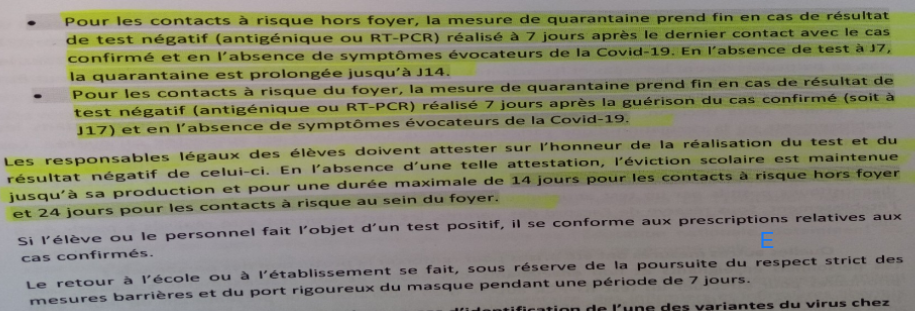 • Pour les contacts à risque hors foyer, la mesure de quarantaine prend fin en cas de résultat
de test négatif (antigénique ou RT-PCR) réalisé à 7 jours après le dernier contact avec le cas
confirmé et en l'absence de symptômes évocateurs de la Covid-19. En l'absence de test à J7,
la quarantaine est prolongée jusqu'à J14.
• Pour les contacts à risque du foyer, la mesure de quarantaine prend fin en cas de résultat de
test négatif (antigénique ou RT-PCR) réalisé 7 jours après la guérison du cas confirmé (soit à
J17) et en l'absence de symptômes évocateurs de la Covid-19.
Les responsables légaux des élèves doivent attester sur l'honneur de la réalisation du test et du
résultat négatif de celui-ci. En l'absence d'une telle attestation, l'éviction scolaire est maintenue
jusqu'à sa production et pour une durée maximale de 14 jours pour les contacts à risque hors foyer
et 24 jours pour les contacts à risque au sein du foyer.
Si l'élève ou le personnel fait l'objet d'un test positif, il se conforme aux prescriptions relatives aux
E
cas confirmés.
Le retour à l'école ou à l'établissement se fait, sous réserve de la poursuite du respect strict des
mesures barrières et du port rigoureux du masque pendant une période de 7 jours.
d'identification de l'une des variantes du virus chez